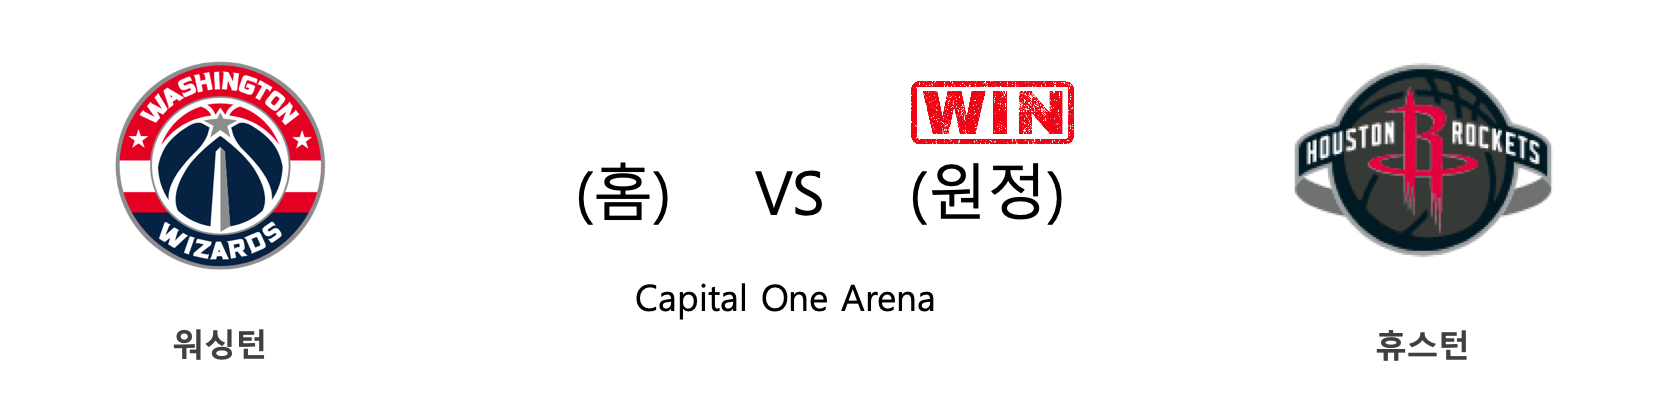 WASHINGTON
WIZARDS
워싱턴
WIN
(홈) VS (원정)
Capital One Arena
HOUSTON R ROCKETS
휴스턴